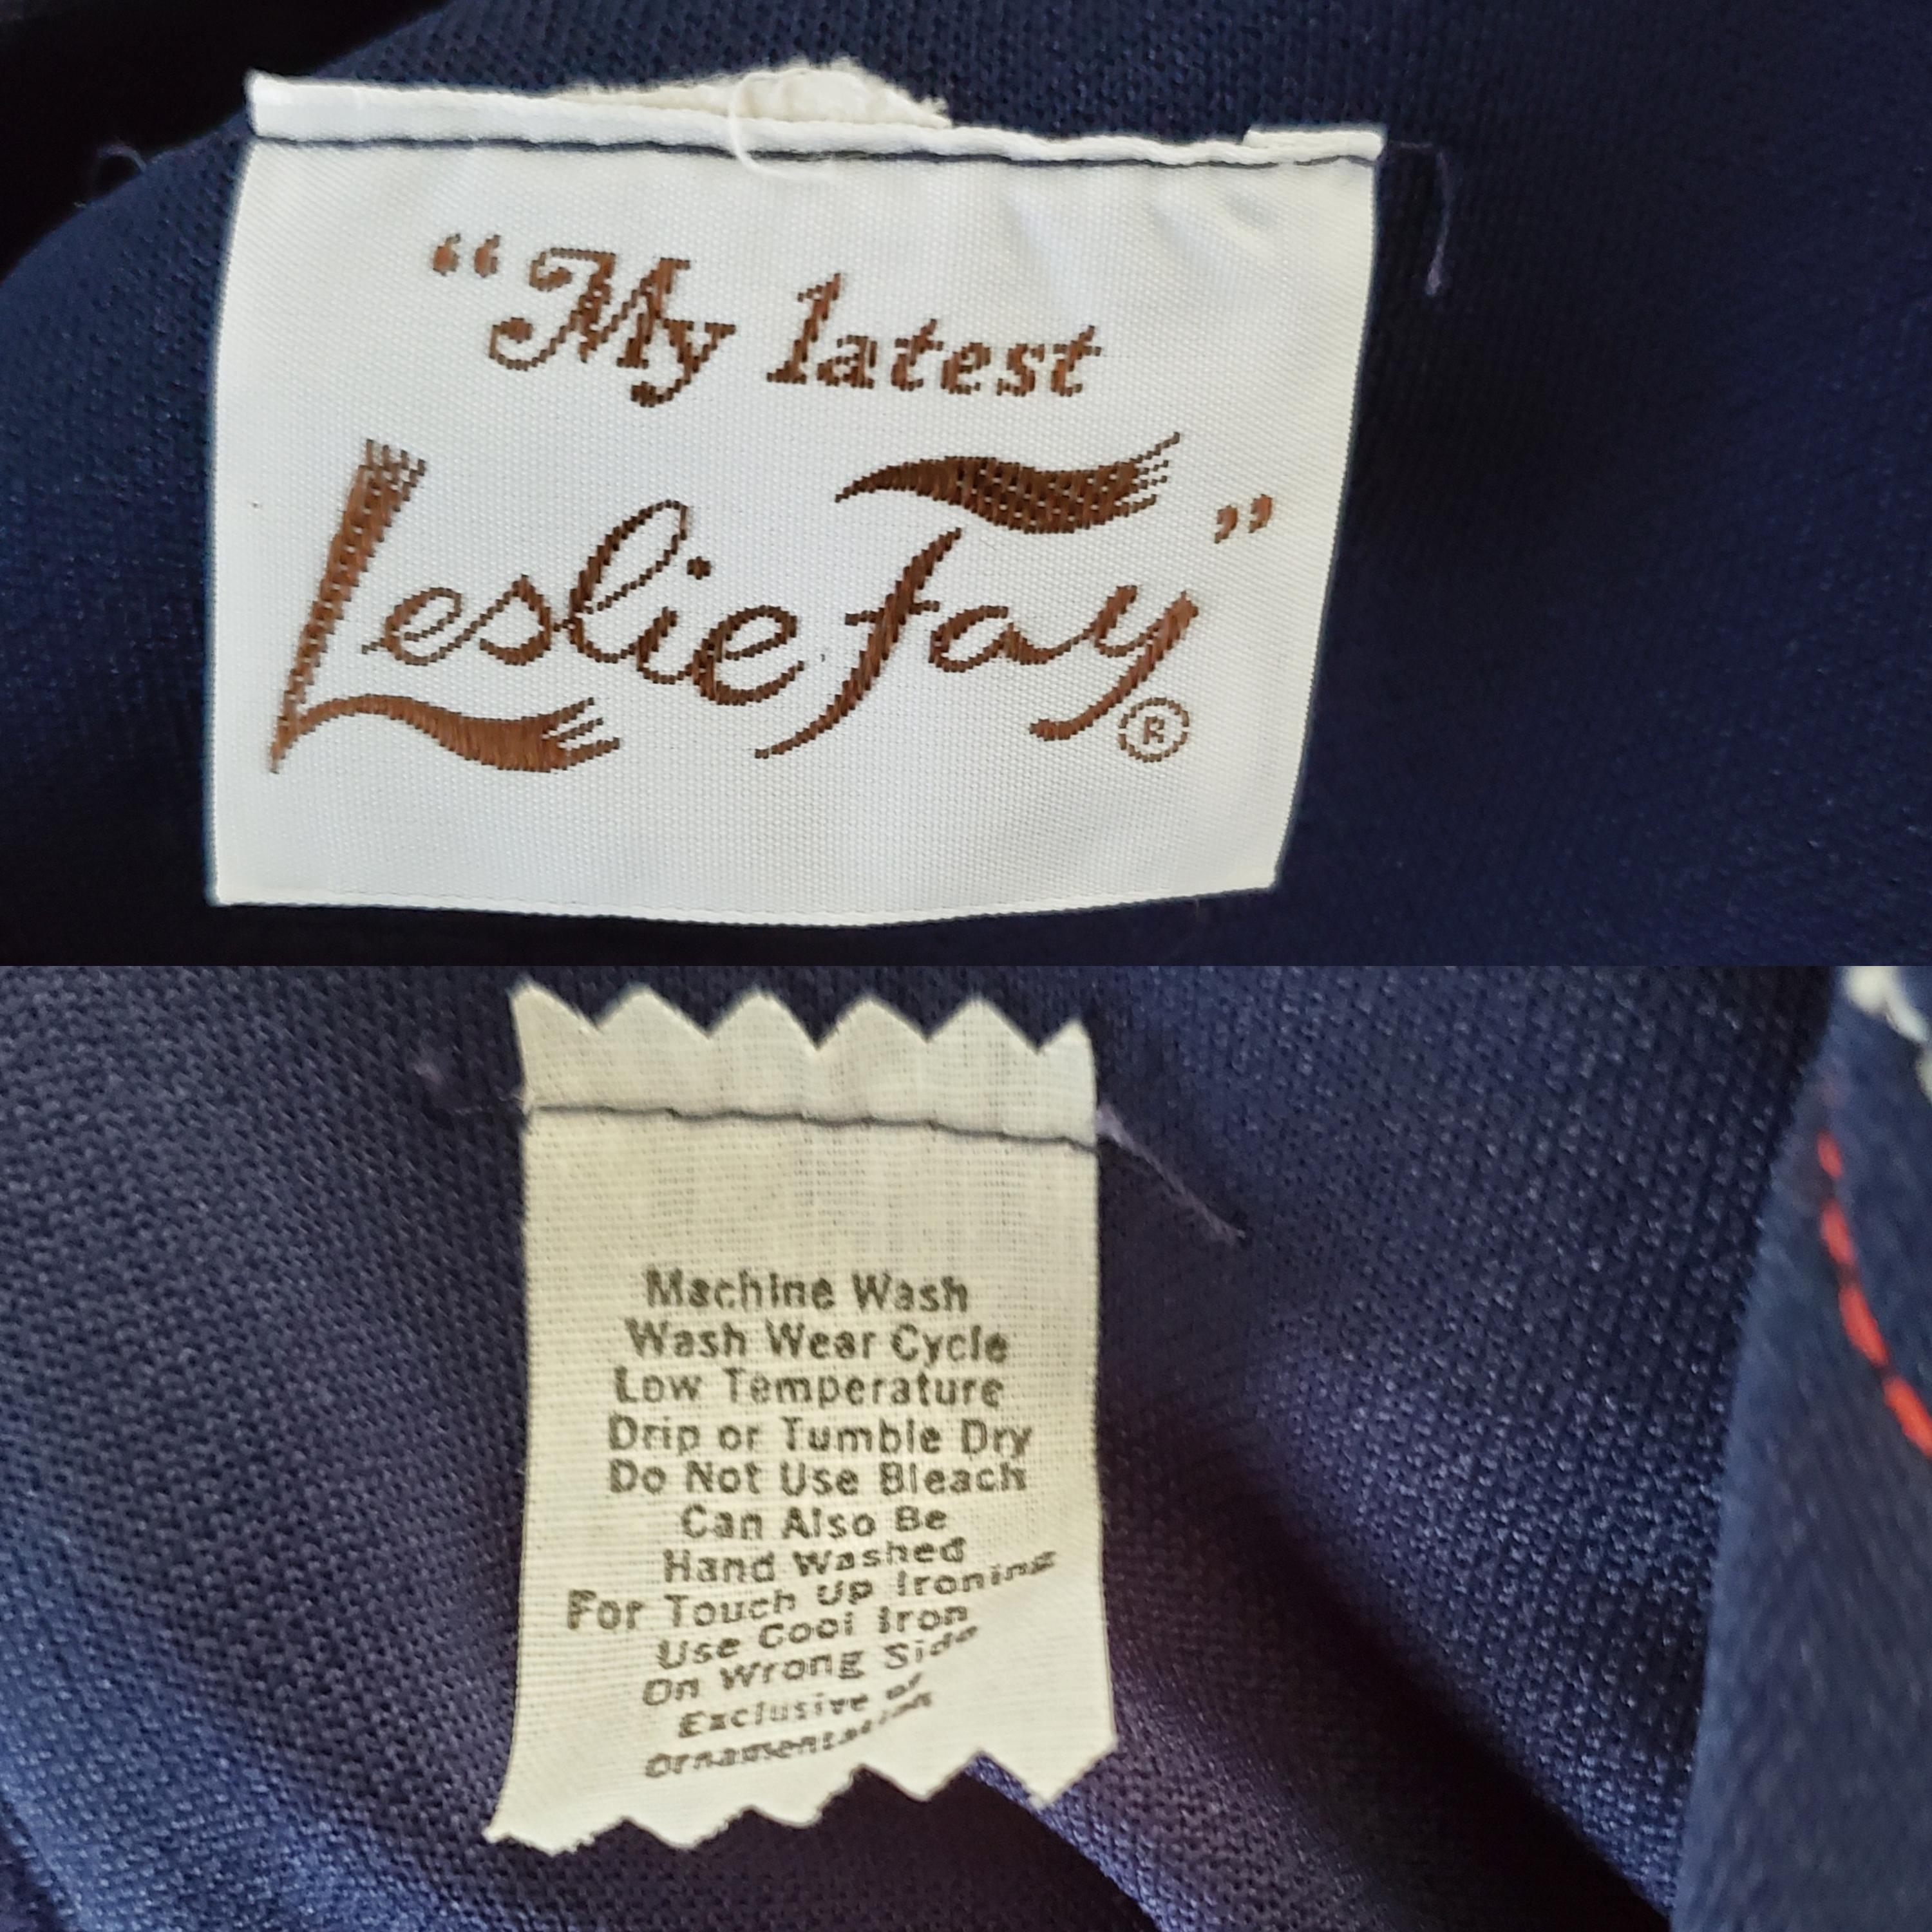 “My latest
Leslie Fay”
®
Machine Wash
Wash Wear Cycle
Low Temperature
Drip or Tumble Dry
Do Not Use Bleach
Can Also Be
Hand Washed
For Touch Up Ironing
Use Cool Iron
On Wrong Side
Exclusive of
Ornamentation